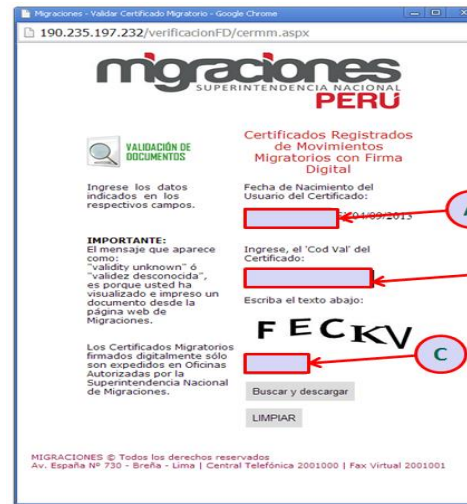 Migraciones - Validar Certificado Migratorio - Google Chrome
190.235.197.232/verificacionFD/cermm.aspx
migraciones
SUPERINTENDENCIA NACIONAL
PERÚ
VALIDACIÓN DE
DOCUMENTOS
Certificados Registrados
de Movimientos
Migratorios con Firma
Digital
Ingrese los datos
indicados en los
respectivos campos.
Fecha de Nacimiento del
Usuario del Certificado:
04/09/2013
A
IMPORTANTE:
El mensaje que aparece
como:
"validity unknown" ó
"validez desconocida",
es porque usted ha
visualizado e impreso un
documento desde la
página web de
Migraciones.
Ingrese, el 'Cod Val' del
Certificado:
Escriba el texto abajo:
FECKV
Los Certificados Migratorios
firmados digitalmente sólo
son expedidos en Oficinas
Autorizadas por la
Superintendencia Nacional
de Migraciones.
C
Buscar y descargar
LIMPIAR
MIGRACIONES © Todos los derechos reservados
Av. España Nº 730 - Breña - Lima | Central Telefónica 2001000 | Fax Virtual 2001001